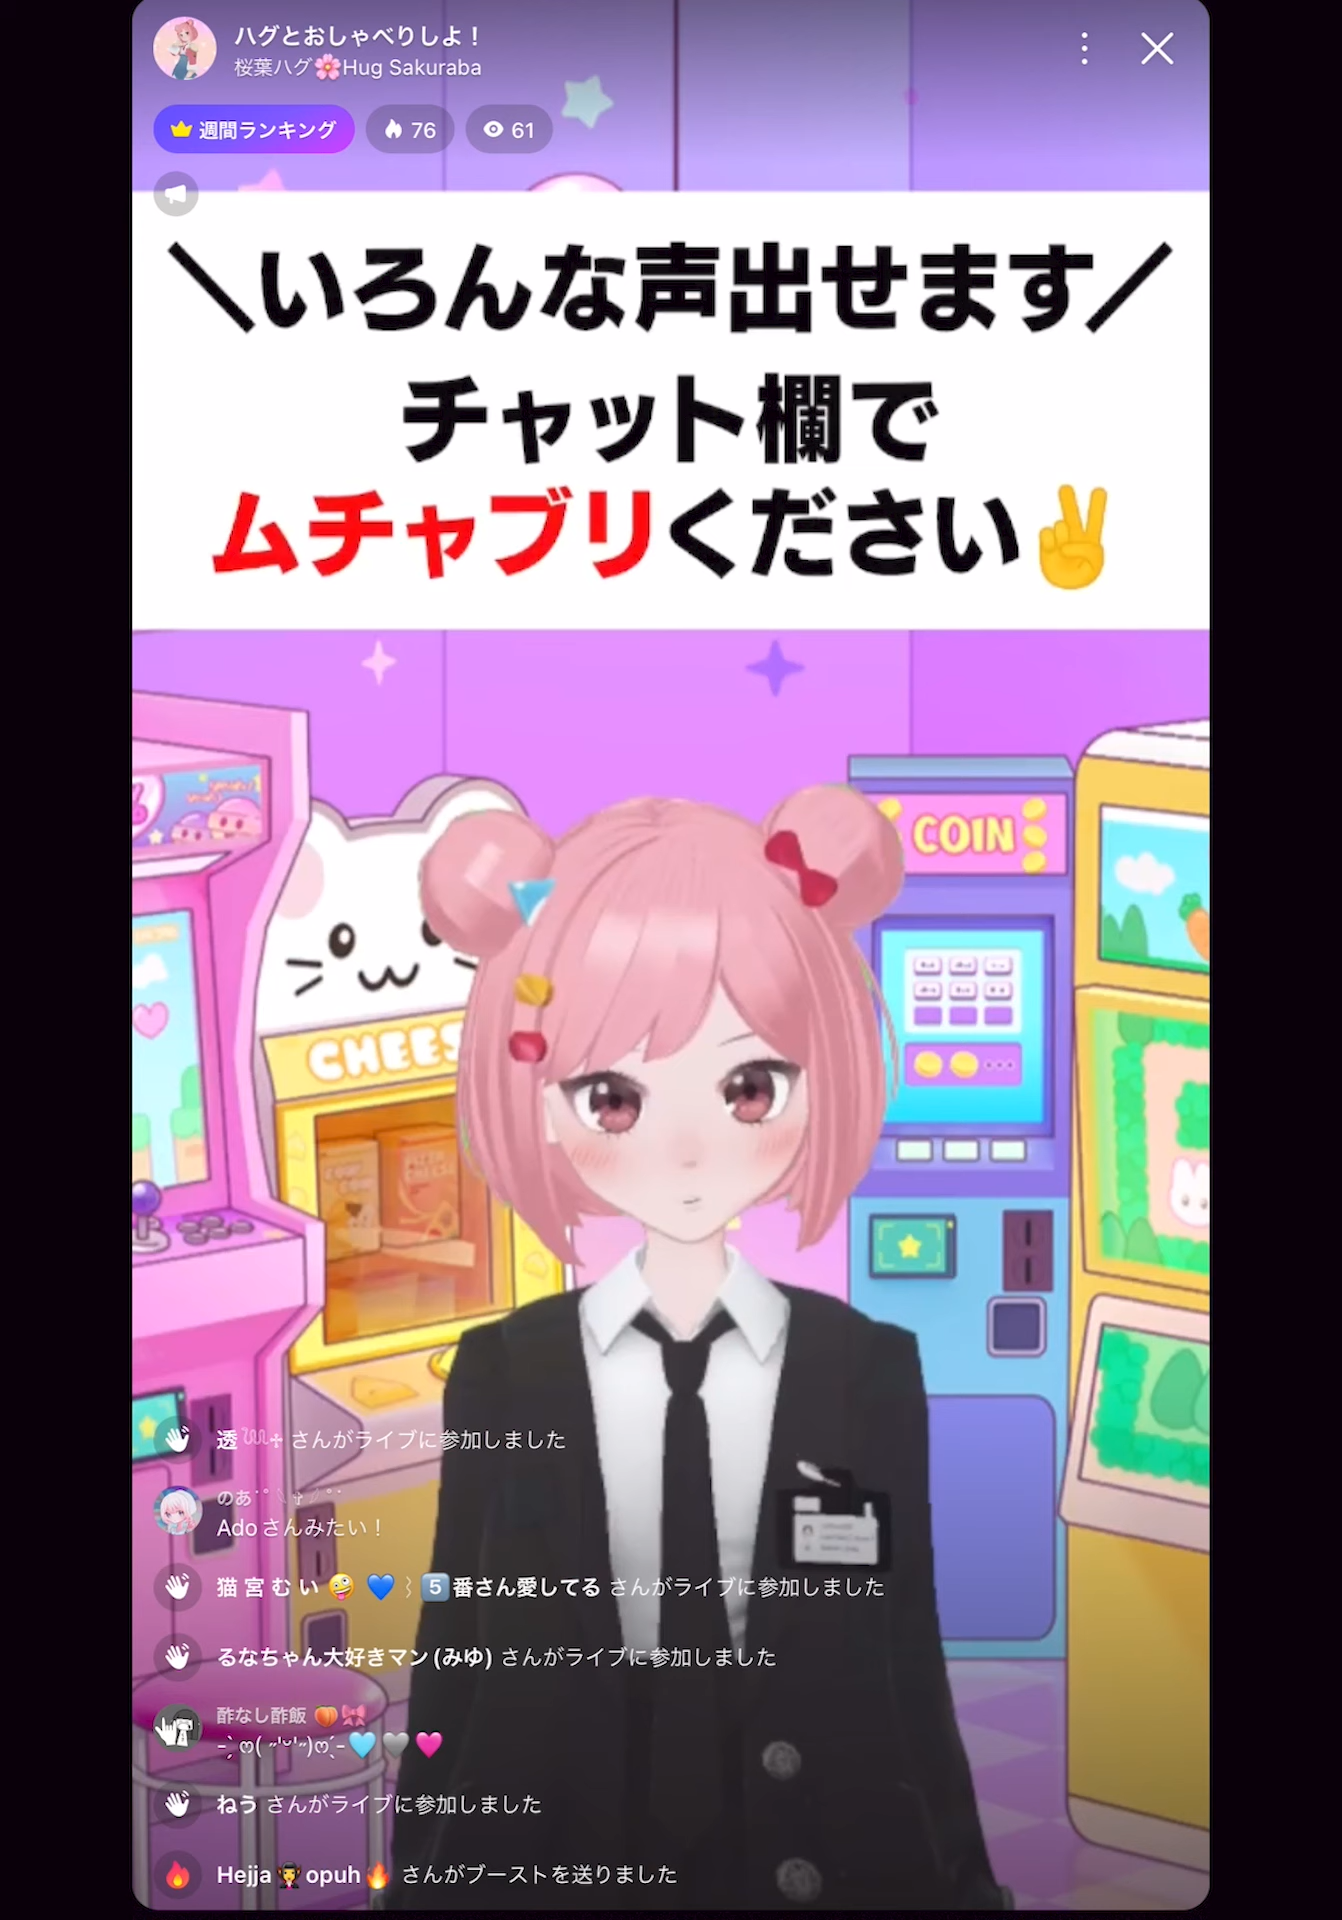 ハグとおしゃべりしよ！
桜葉ハグ🌸Hug Sakuraba
週間ランキング 76 61
＼いろんな声出せます／
チャット欄で
ムチャブリください✌
COIN
CHEES
透 さんがライブに参加しました
のあ
Adoさんみたい！
猫 宮 む い 🤪 💙 5️⃣番さん愛してる さんがライブに参加しました
るなちゃん大好きマン(みゆ) さんがライブに参加しました
酢なし酢飯 🍑🎀
🩵🩶🩷
ねう さんがライブに参加しました
Hejja🧛opuh🔥 さんがブーストを送りました